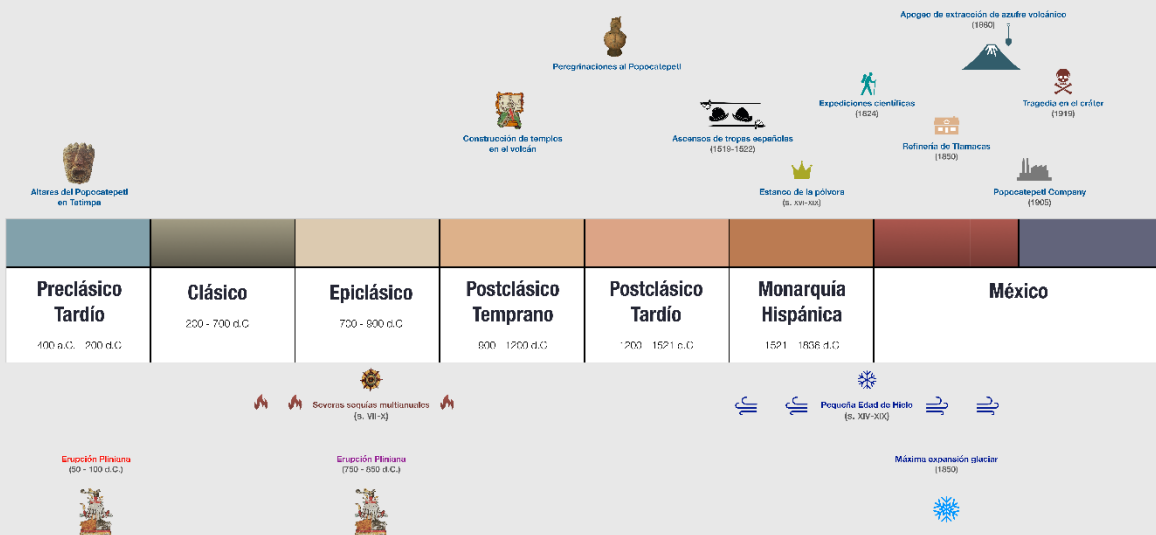 Apogeo de extracción de azufre volcánico
(1860)
Peregrinaciones al Popocatepetl
Expediciones científicas
(1824)
Tragedia en el cráter
(1919)
Construcción de templos
en el volcán
Ascensos de tropas españolas
(1519-1522)
Refinería de Tlamacas
(1850)
Altares del Popocatepetl
en Tetimpa
Estanco de la pólvora
(s. XVI-XIX)
Popocatepetl Company
(1905)
Preclásico
Tardío
400 a.C. 200 d.C
Clásico
200 - 700 d.C
Epiclásico
700 - 900 d.C
Postclásico
Temprano
900 1200 d.C
Postclásico
Tardío
1200 1521 d.C
Monarquía
Hispánica
1521 d.C
México
Severas sequías multianuales
(s. VII-X)
Pequeña Edad de Hielo
(s. XIV-XIX)
Erupción Pliniana
(50 - 100 d.C.)
Erupción Pliniana
(750 - 850 d.C.)
Máxima expansión glaciar
(1850)